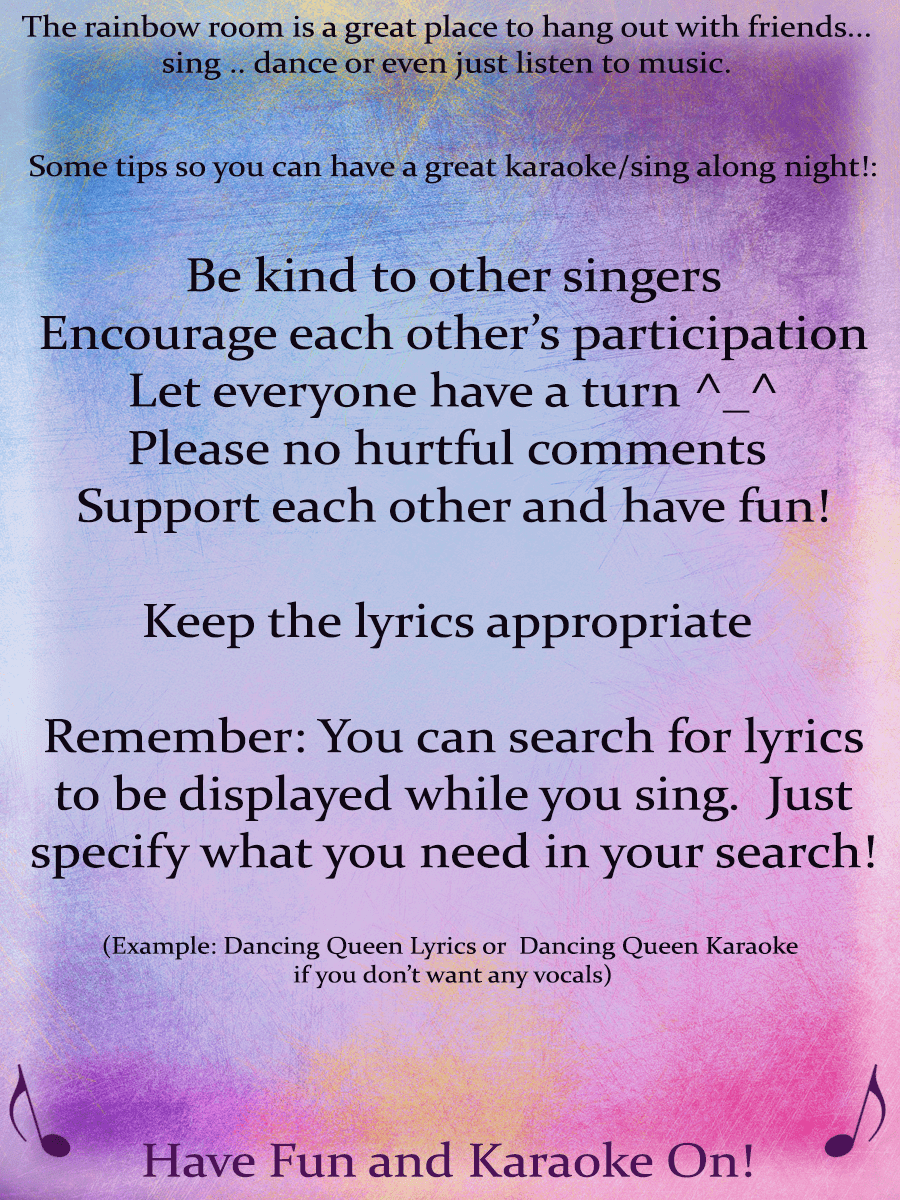 The rainbow room is a great place to hang out with friends...
sing .. dance or even just listen to music.
Some tips so you can have a great karaoke/sing along night!:
Be kind to other singers
Encourage each other’s participation
Let everyone have a turn ^_^
Please no hurtful comments
Support each other and have fun!
Keep the lyrics appropriate
Remember: You can search for lyrics
to be displayed while you sing.  Just
specify what you need in your search!
(Example: Dancing Queen Lyrics or  Dancing Queen Karaoke
if you don’t want any vocals)
Have Fun and Karaoke On!